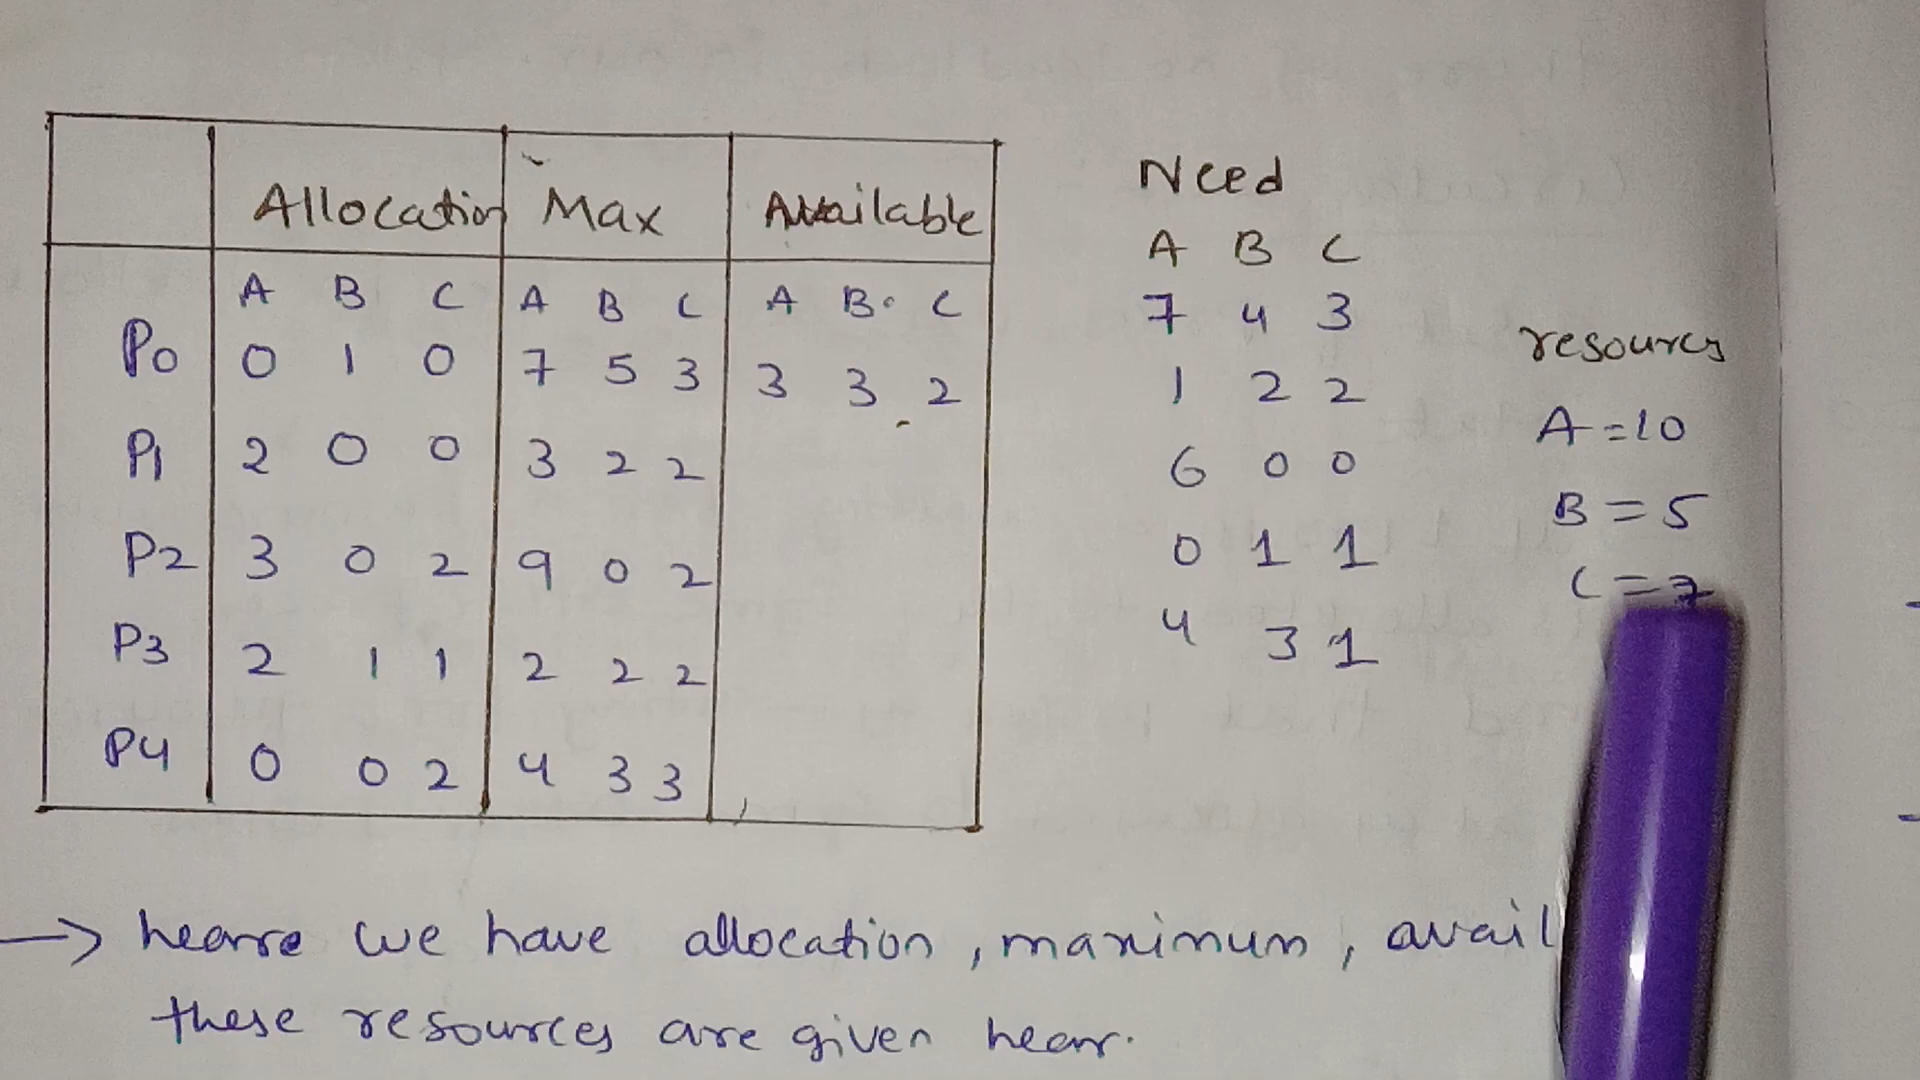 Allocation Max Available
A B C A B C A B C
P0 0 1 0 7 5 3 3 3 2
P1 2 0 0 3 2 2
P2 3 0 2 9 0 2
P3 2 1 1 2 2 2
P4 0 0 2 4 3 3
Need
A B C
7 4 3
1 2 2
6 0 0
0 1 1
4 3 1
A = 10
B = 5
C = 7
→ we have allocation, maximum, avail
these resources are given hear.